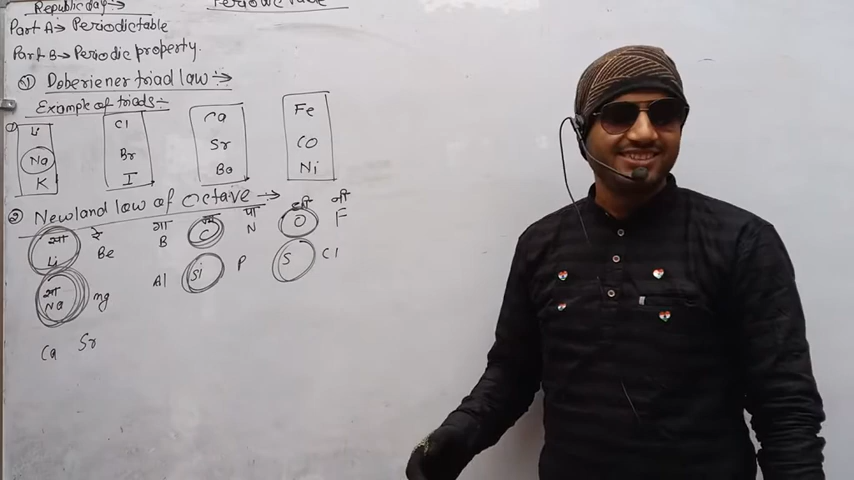 Republic day :→
Periodic table
Part A :→ Periodictable
Part B :→ Periodic property.
① Doberiener triad law :→
Example of triads :-
① Li Cl Ca Fe
Na Br Sr CO
K I Ba Ni
② Newland law of octave :→
सा रे गा मा पा धी नी
Li Be B C N O F
सा
Na mg Al Si P S Cl
Ca Sr